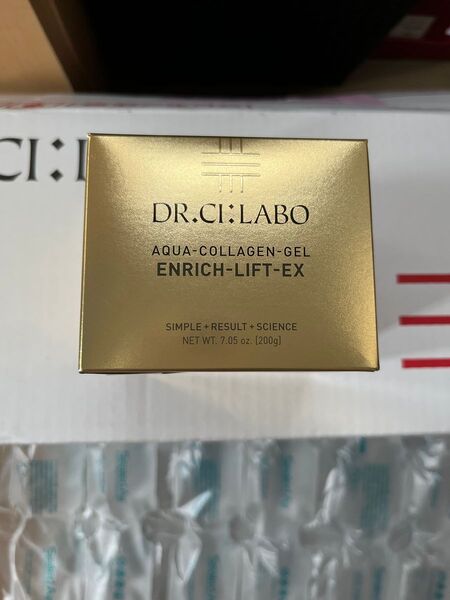 CI:L
DR.CI:LABO
AQUA-COLLAGEN-GEL
ENRICH-LIFT-EX
SIMPLE+RESULT+SCIENCE
NET WT. 7.05 oz. [200g]